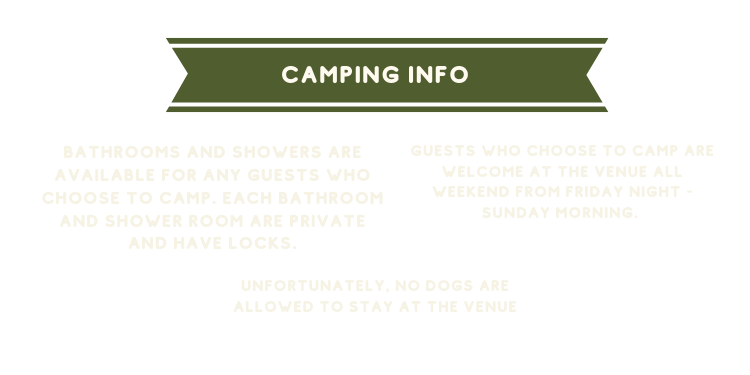 CAMPING INFO
BATHROOMS AND SHOWERS ARE
AVAILABLE FOR ANY GUESTS WHO
CHOOSE TO CAMP. EACH BATHROOM
AND SHOWER ROOM ARE PRIVATE
AND HAVE LOCKS.
GUESTS WHO CHOOSE TO CAMP ARE
WELCOME AT THE VENUE ALL
WEEKEND FROM FRIDAY NIGHT -
SUNDAY MORNING.
UNFORTUNATELY, NO DOGS ARE
ALLOWED TO STAY AT THE VENUE